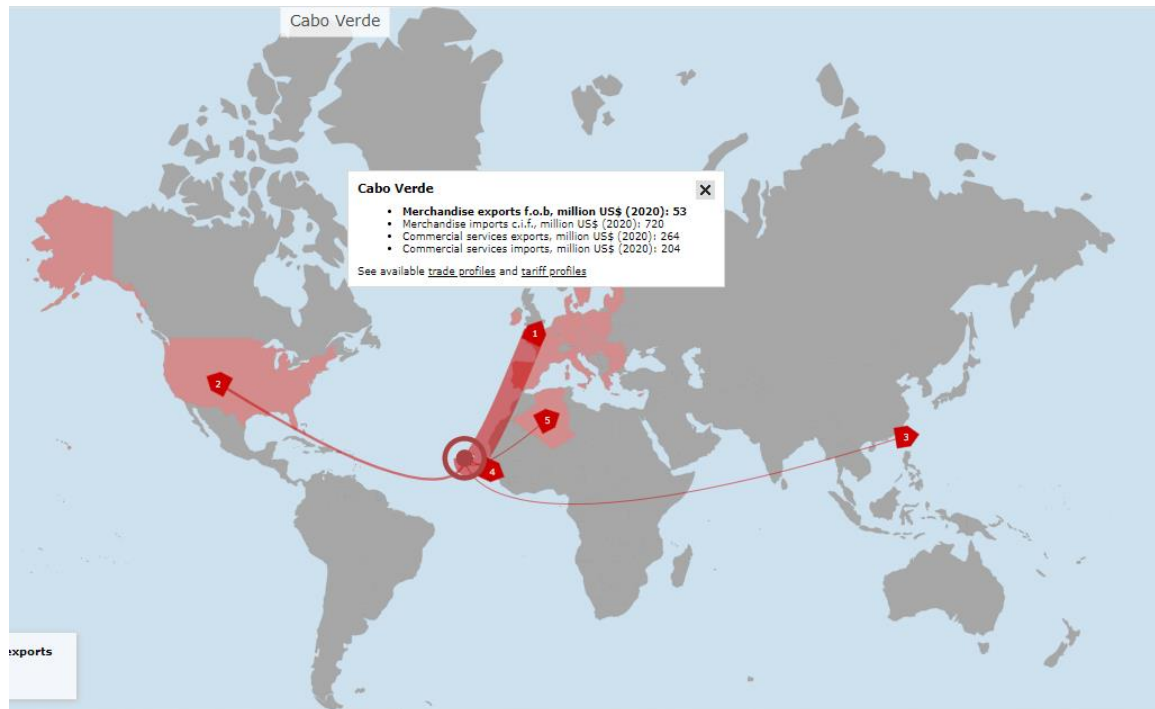 Cabo Verde
Cabo Verde
Merchandise exports f.o.b, million US$ (2020): 53
Merchandise imports c.i.f., million US$ (2020): 720
Commercial services exports, million US$ (2020): 264
Commercial services imports, million US$ (2020): 204
See available trade profiles and tariff profiles
1
2
5
3
4
exports